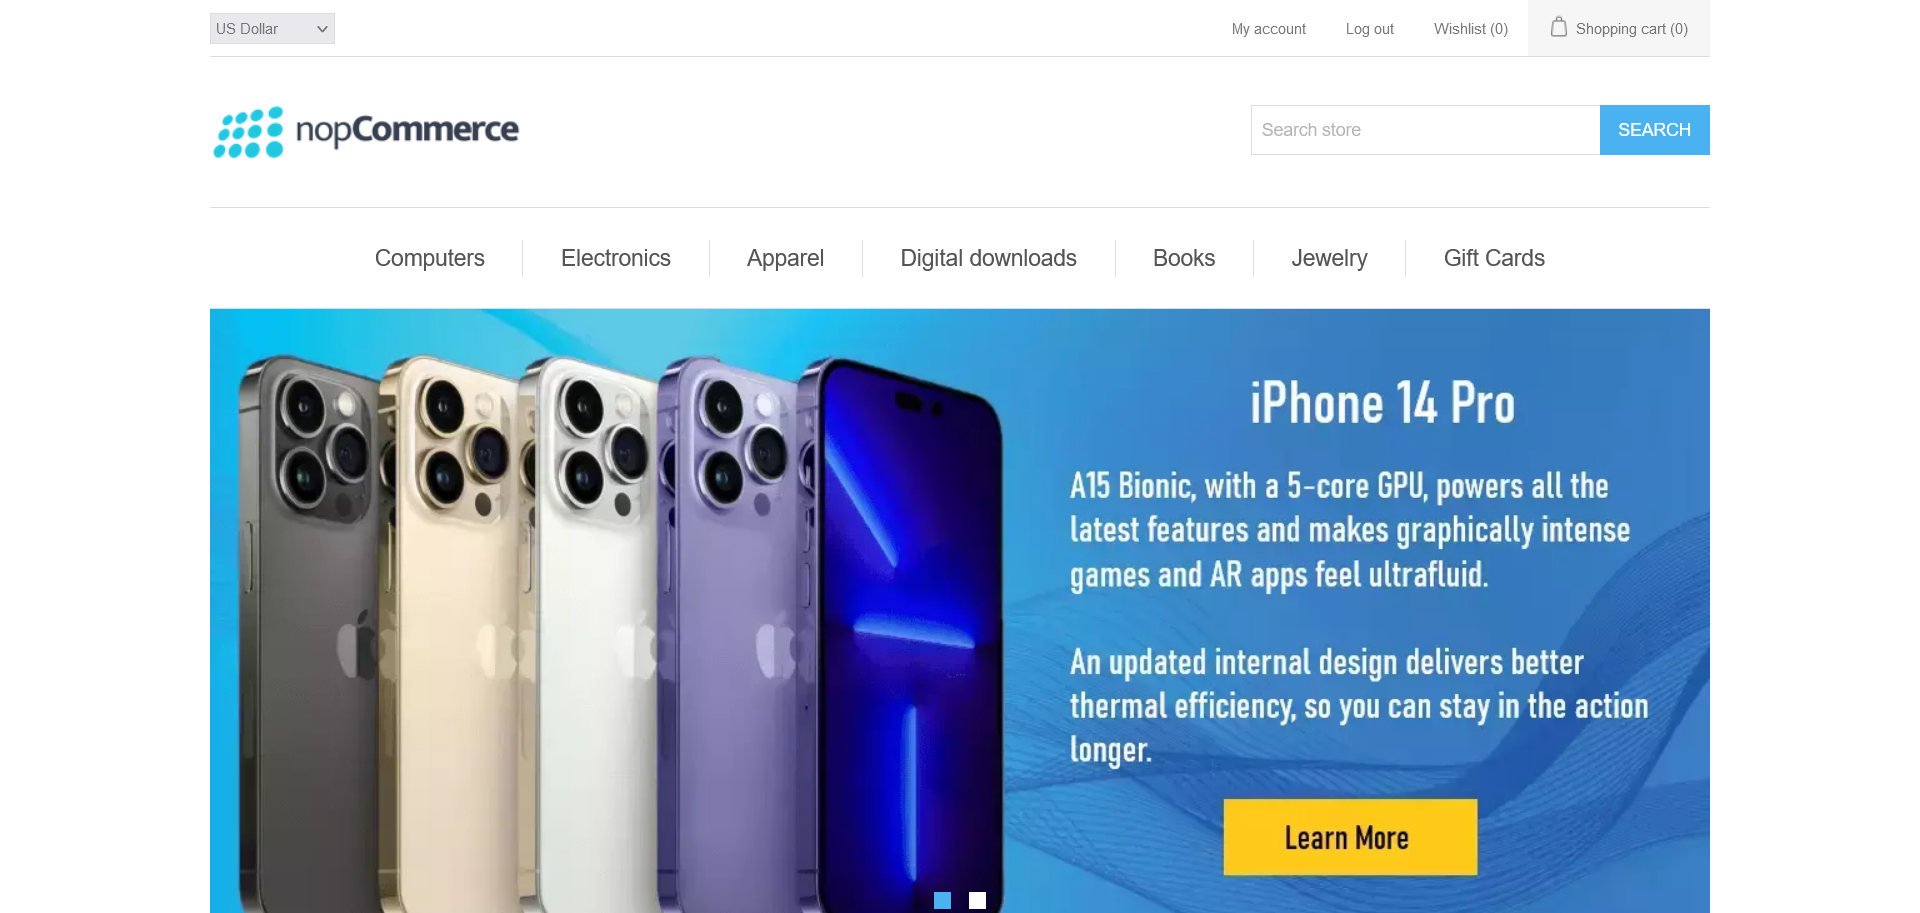 US Dollar
My account
Log out
Wishlist (0)
Shopping cart (0)
nopCommerce
Search store
SEARCH
Computers
Electronics
Apparel
Digital downloads
Books
Jewelry
Gift Cards
iPhone 14 Pro
A15 Bionic, with a 5-core GPU, powers all the
latest features and makes graphically intense
games and AR apps feel ultrafluid.
An updated internal design delivers better
thermal efficiency, so you can stay in the action
longer.
Learn More